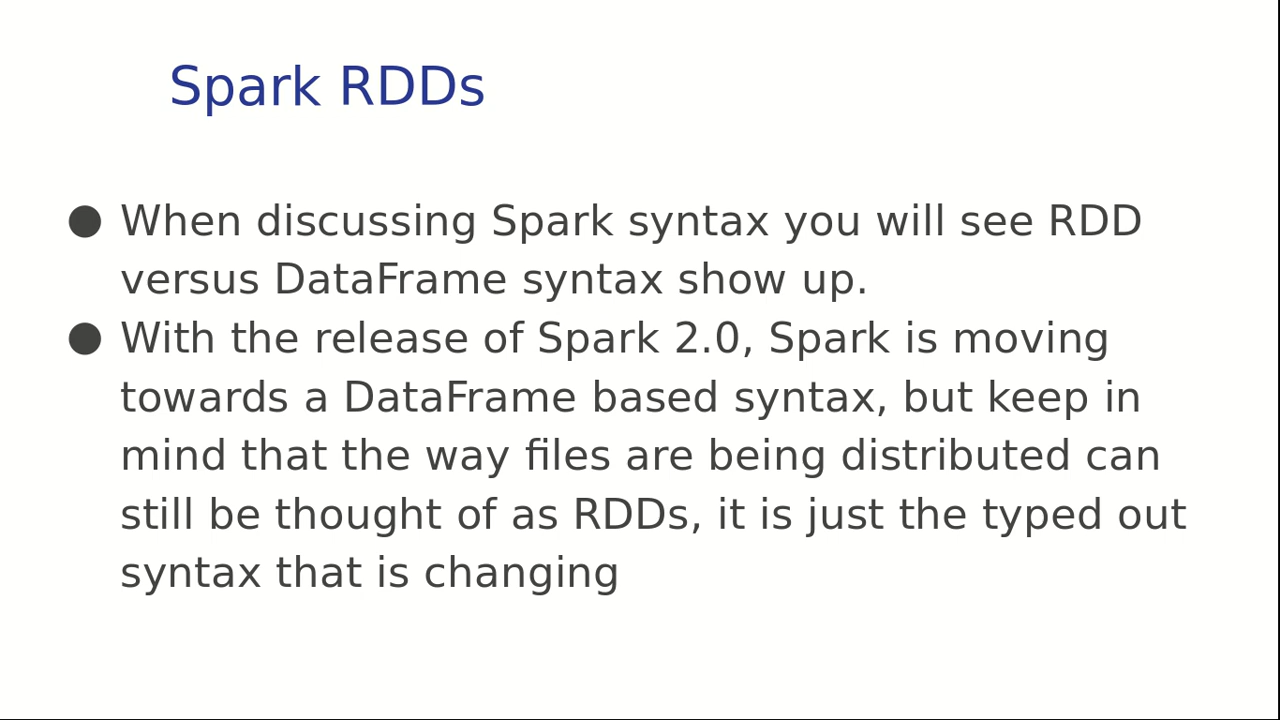 Spark RDDs
● When discussing Spark syntax you will see RDD
versus DataFrame syntax show up.
● With the release of Spark 2.0, Spark is moving
towards a DataFrame based syntax, but keep in
mind that the way files are being distributed can
still be thought of as RDDs, it is just the typed out
syntax that is changing